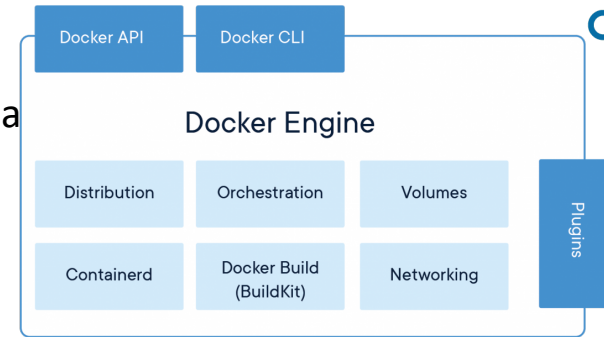 Docker API
Docker CLI
a
Docker Engine
Distribution
Orchestration
Volumes
Containerd
Docker Build
(BuildKit)
Networking
Plugins